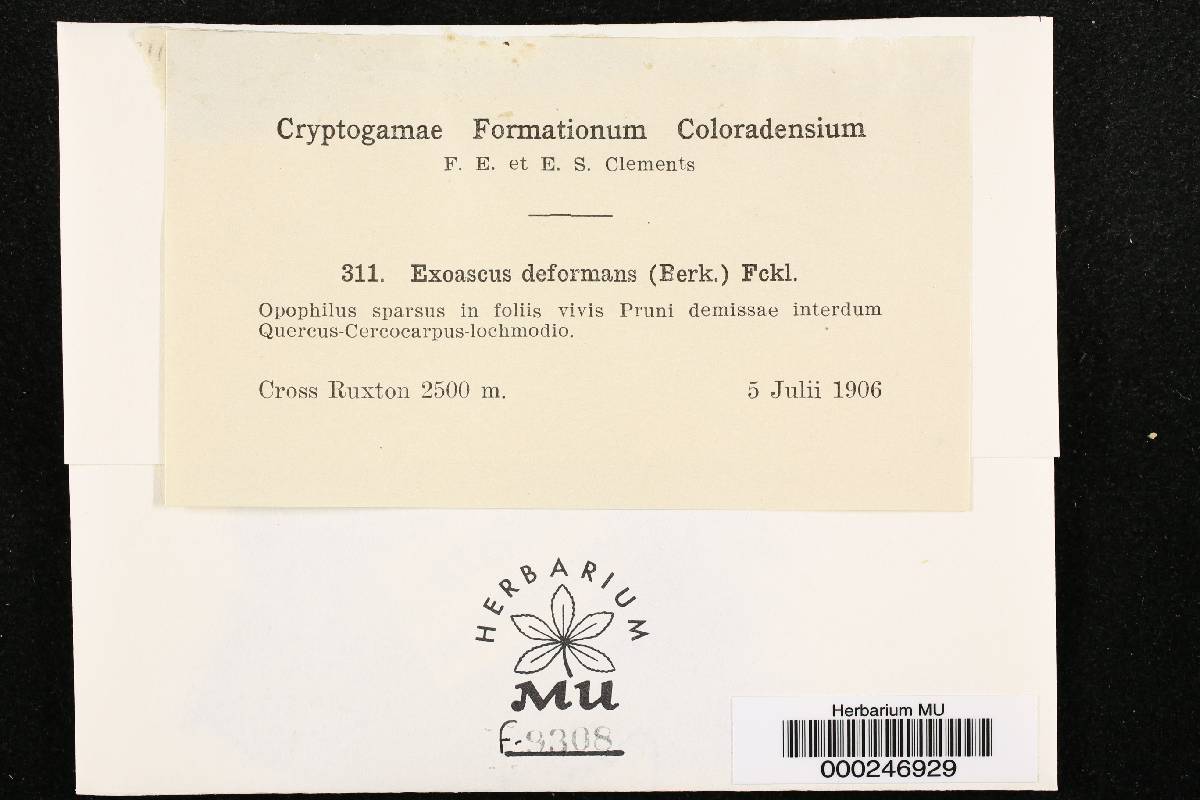 Cryptogamae Formationum Coloradensium
F. E. et E. S. Clements
311. Exoascus deformans (Berk.) Fckl.
Opophilus sparsus in foliis vivis Pruni demissae interdum
Quercus-Cercocarpus-lochmodio.
Cross Ruxton 2500 m. 5 Julii 1906
HERBARIUM
MU
F-9308
Herbarium MU
000246929